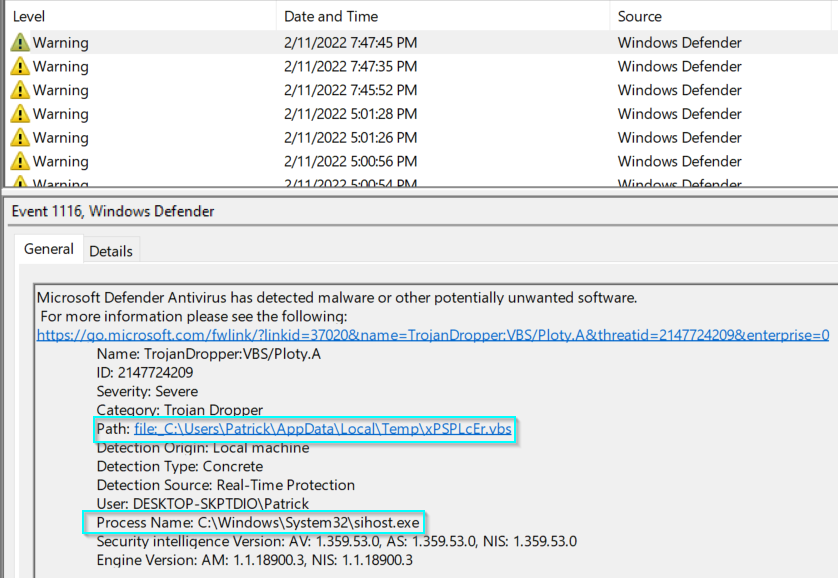 Level Date and Time Source
Warning 2/11/2022 7:47:45 PM Windows Defender
Warning 2/11/2022 7:47:35 PM Windows Defender
Warning 2/11/2022 7:45:52 PM Windows Defender
Warning 2/11/2022 5:01:28 PM Windows Defender
Warning 2/11/2022 5:01:26 PM Windows Defender
Warning 2/11/2022 5:00:56 PM Windows Defender
Warning 2/11/2022 5:00:54 PM Windows Defender
Event 1116, Windows Defender
General Details
Microsoft Defender Antivirus has detected malware or other potentially unwanted software.
For more information please see the following:
https://go.microsoft.com/fwlink/?linkid=37020&name=TrojanDropper:VBS/Ploty.A&threatid=2147724209&enterprise=0
Name: TrojanDropper:VBS/Ploty.A
ID: 2147724209
Severity: Severe
Category: Trojan Dropper
Path: file:_C:\Users\Patrick\AppData\Local\Temp\xPSPLcEr.vbs
Detection Origin: Local machine
Detection Type: Concrete
Detection Source: Real-Time Protection
User: DESKTOP-SKPTDIO\Patrick
Process Name: C:\Windows\System32\sihost.exe
Security intelligence Version: AV: 1.359.53.0, AS: 1.359.53.0, NIS: 1.359.53.0
Engine Version: AM: 1.1.18900.3, NIS: 1.1.18900.3